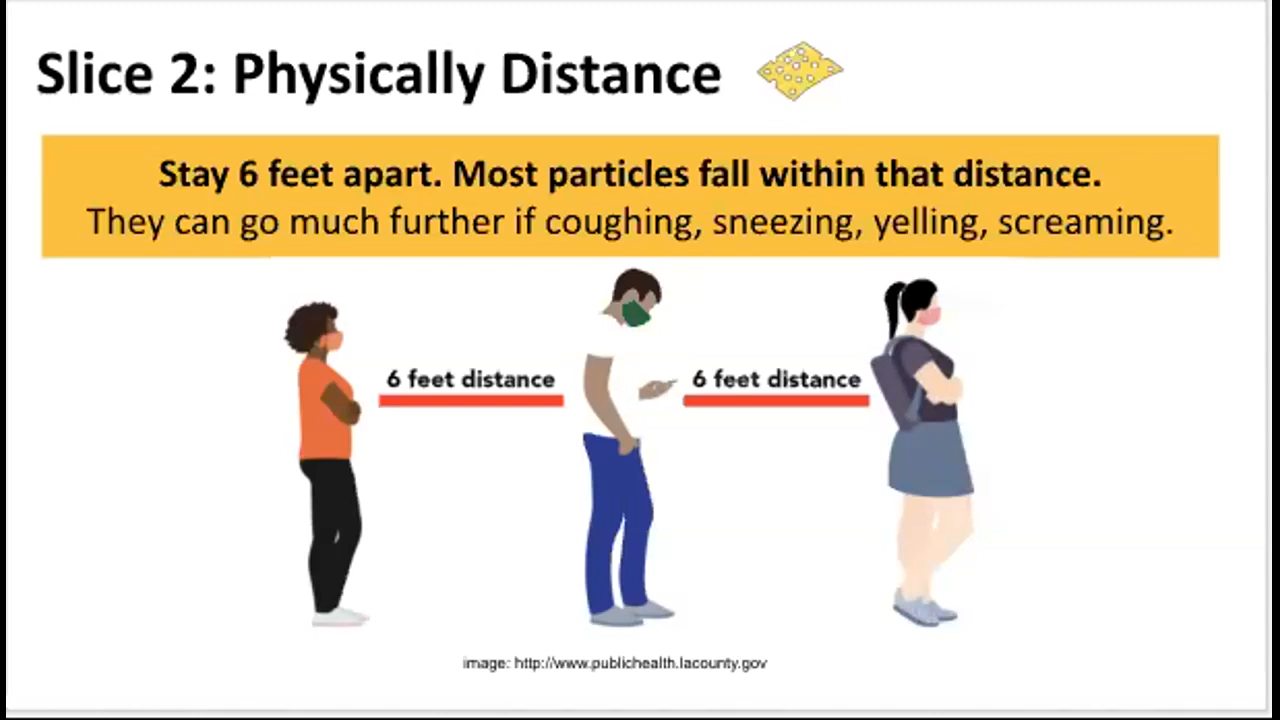 Slice 2: Physically Distance
Stay 6 feet apart. Most particles fall within that distance.
They can go much further if coughing, sneezing, yelling, screaming.
6 feet distance
6 feet distance
image: http://www.publichealth.lacounty.gov